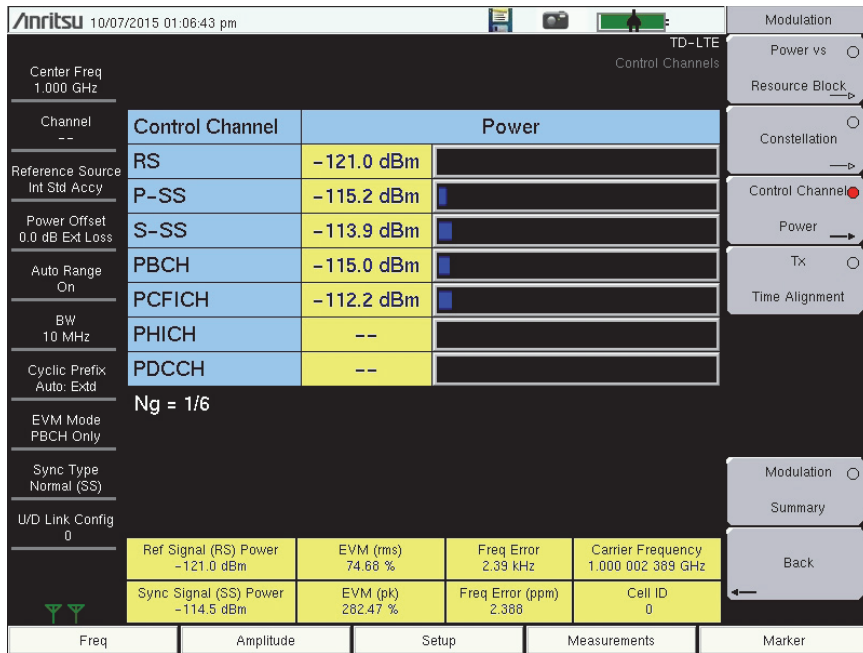 /Inritsu 10/07/2015 01:06:43 pm
Modulation
TD-LTE
Control Channels
Center Freq
1.000 GHz
Channel
--
Reference Source
Int Std Accy
Power Offset
0.0 dB Ext Loss
Auto Range
On
BW
10 MHz
Cyclic Prefix
Auto: Extd
EVM Mode
PBCH Only
Sync Type
Normal (SS)
U/D Link Config
0
Control Channel Power
RS -121.0 dBm
P-SS -115.2 dBm
S-SS -113.9 dBm
PBCH -115.0 dBm
PCFICH -112.2 dBm
PHICH --
PDCCH --
Ng = 1/6
Ref Signal (RS) Power
-121.0 dBm
EVM (rms)
74.68 %
Freq Error
2.39 kHz
Carrier Frequency
1.000 002 389 GHz
Sync Signal (SS) Power
-114.5 dBm
EVM (pk)
282.47 %
Freq Error (ppm)
2.388
Cell ID
0
Power vs
Resource Block
Constellation
Control Channel
Power
Tx
Time Alignment
Modulation
Summary
Back
Freq Amplitude Setup Measurements Marker